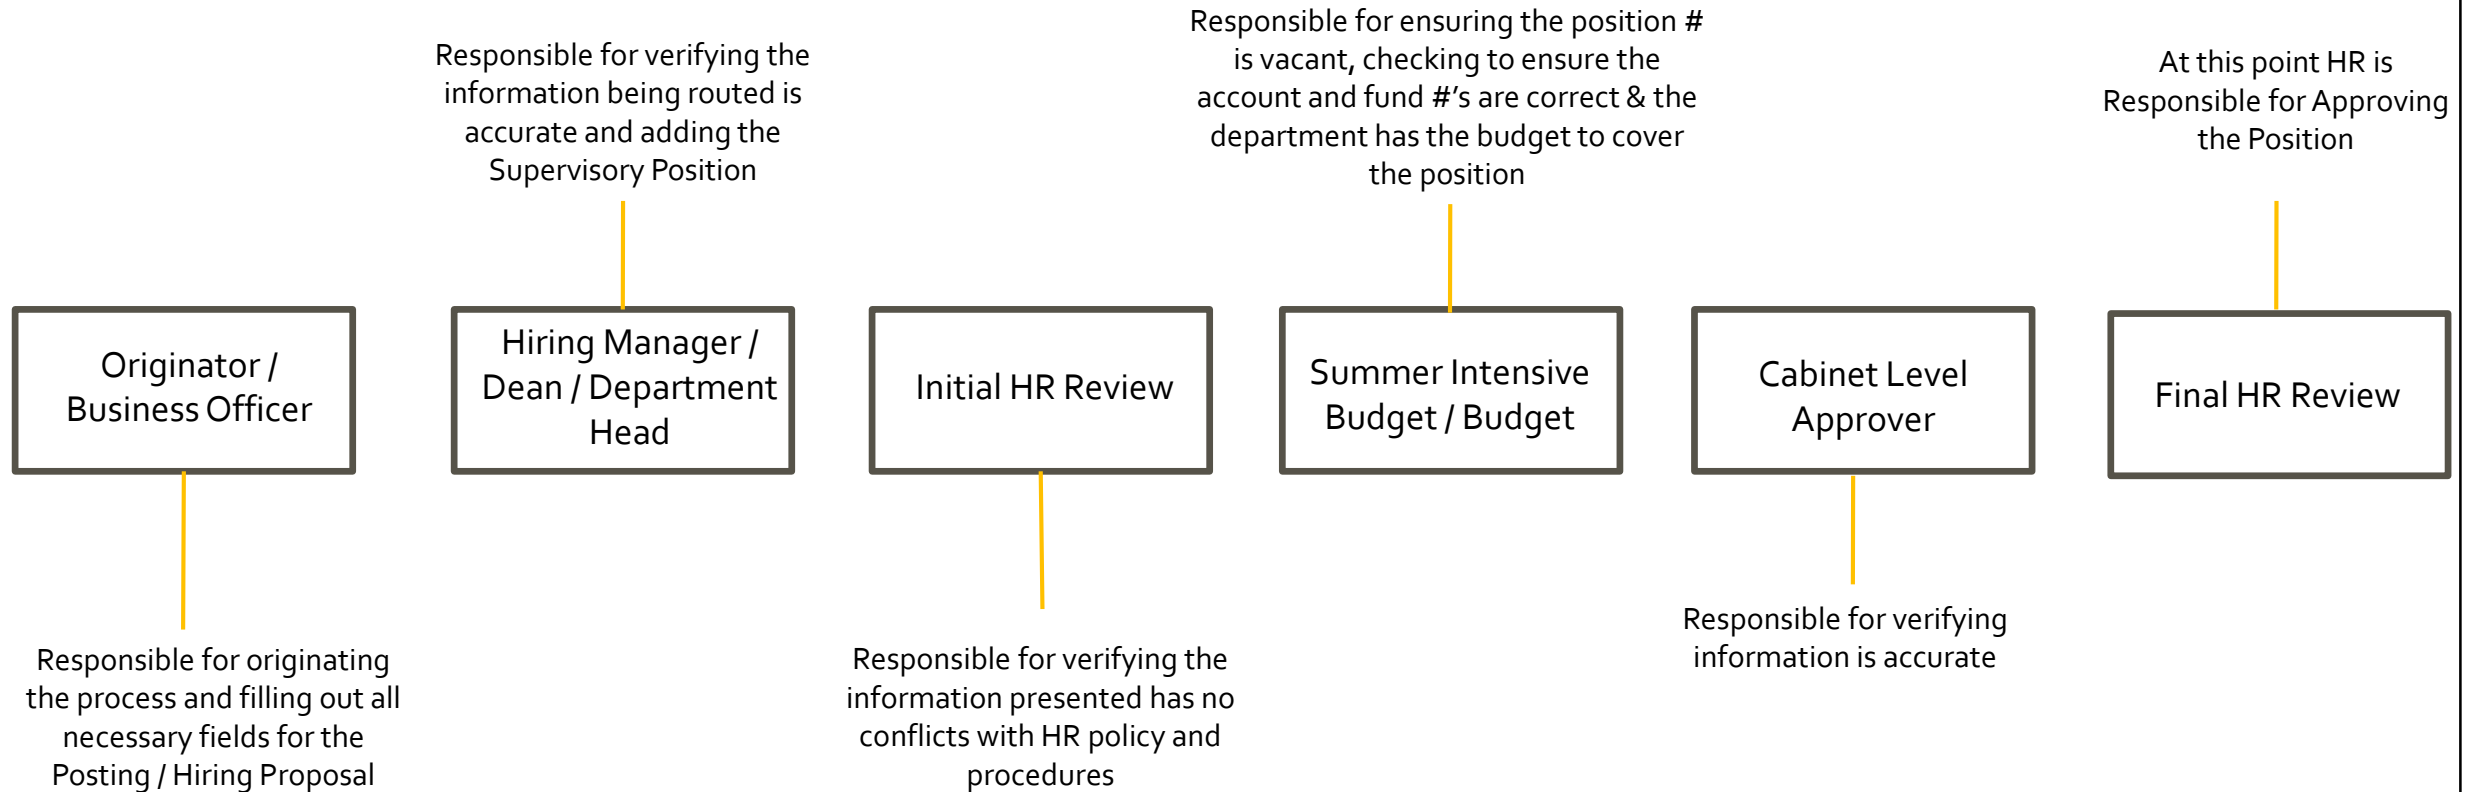 Responsible for verifying the
information being routed is
accurate and adding the
Supervisory Position
Responsible for ensuring the position #
is vacant, checking to ensure the
account and fund #'s are correct & the
department has the budget to cover
the position
At this point HR is
Responsible for Approving
the Position
Originator /
Business Officer
Hiring Manager /
Dean / Department
Head
Initial HR Review
Summer Intensive
Budget / Budget
Cabinet Level
Approver
Final HR Review
Responsible for originating
the process and filling out all
necessary fields for the
Posting / Hiring Proposal
Responsible for verifying the
information presented has no
conflicts with HR policy and
procedures
Responsible for verifying
information is accurate